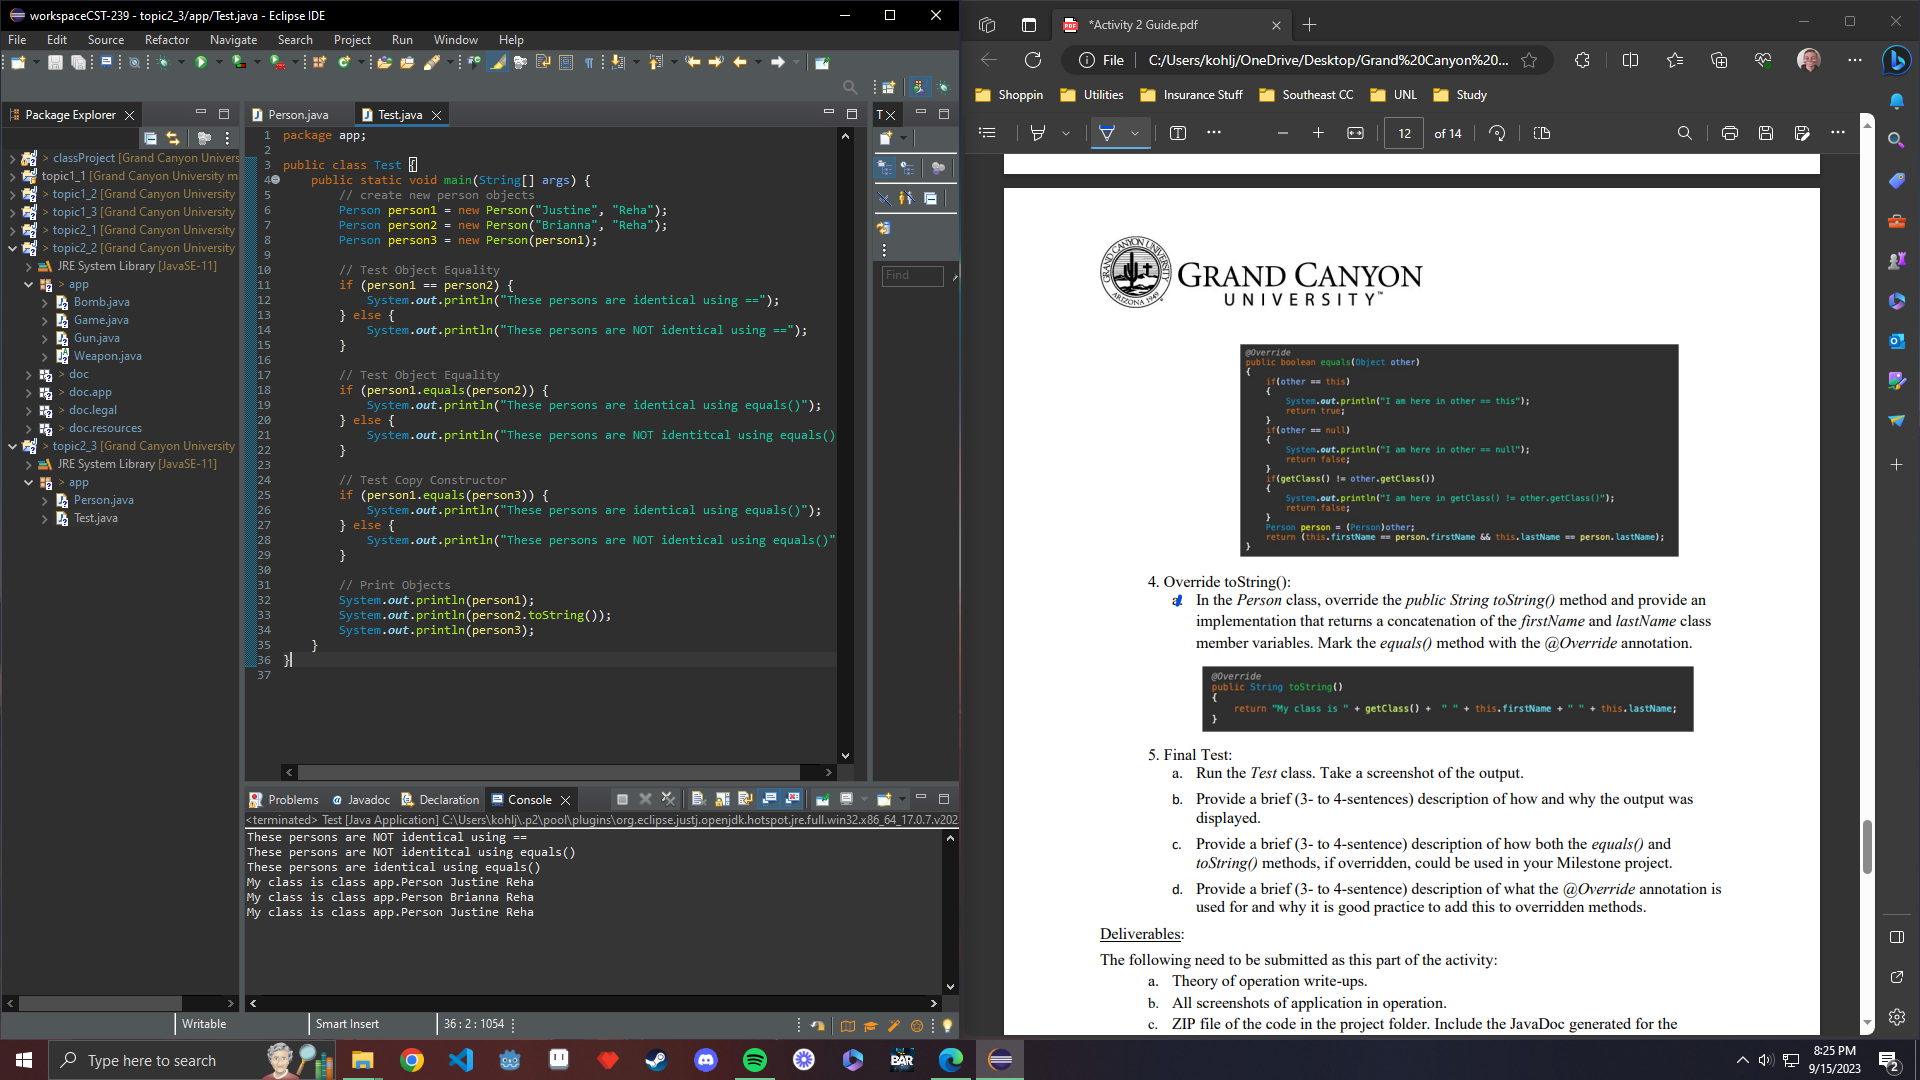 workspaceCST-239 - topic2_3/app/Test.java - Eclipse IDE
File Edit Source Refactor Navigate Search Project Run Window Help
Package Explorer
> classProject [Grand Canyon Univers
topic1_1 [Grand Canyon University m
> topic1_2 [Grand Canyon University
> topic1_3 [Grand Canyon University
> topic2_1 [Grand Canyon University
> topic2_2 [Grand Canyon University
JRE System Library [JavaSE-11]
> app
Bomb.java
Game.java
Gun.java
Weapon.java
> doc
> doc.app
> doc.legal
> doc.resources
> topic2_3 [Grand Canyon University
JRE System Library [JavaSE-11]
> app
Person.java
Test.java
Person.java Test.java
1 package app;
2
3 public class Test {
4 public static void main(String[] args) {
5 // create new person objects
6 Person person1 = new Person("Justine", "Reha");
7 Person person2 = new Person("Brianna", "Reha");
8 Person person3 = new Person(person1);
9
10 // Test Object Equality
11 if (person1 == person2) {
12 System.out.println("These persons are identical using ==");
13 } else {
14 System.out.println("These persons are NOT identical using ==");
15 }
16
17 // Test Object Equality
18 if (person1.equals(person2)) {
19 System.out.println("These persons are identical using equals()");
20 } else {
21 System.out.println("These persons are NOT identitcal using equals()
22 }
23
24 // Test Copy Constructor
25 if (person1.equals(person3)) {
26 System.out.println("These persons are identical using equals()");
27 } else {
28 System.out.println("These persons are NOT identical using equals()"
29 }
30
31 // Print Objects
32 System.out.println(person1);
33 System.out.println(person2.toString());
34 System.out.println(person3);
35 }
36 }
37
T
Find
Problems @ Javadoc Declaration Console
<terminated> Test [Java Application] C:\Users\kohlj\.p2\pool\plugins\org.eclipse.justj.openjdk.hotspot.jre.full.win32.x86_64_17.0.7.v202
These persons are NOT identical using ==
These persons are NOT identitcal using equals()
These persons are identical using equals()
My class is class app.Person Justine Reha
My class is class app.Person Brianna Reha
My class is class app.Person Justine Reha
Writable Smart Insert 36 : 2 : 1054
*Activity 2 Guide.pdf
File C:/Users/kohlj/OneDrive/Desktop/Grand%20Canyon%20...
Shoppin Utilities Insurance Stuff Southeast CC UNL Study
12 of 14
GRAND CANYON UNIVERSITY
ARIZONA 1949
GRAND CANYON
UNIVERSITY™
@Override
public boolean equals(Object other)
{
if(other == this)
{
System.out.println("I am here in other == this");
return true;
}
if(other == null)
{
System.out.println("I am here in other == null");
return false;
}
if(getClass() != other.getClass())
{
System.out.println("I am here in getClass() != other.getClass()");
return false;
}
Person person = (Person)other;
return (this.firstName == person.firstName && this.lastName == person.lastName);
}
4. Override toString():
a. In the Person class, override the public String toString() method and provide an
implementation that returns a concatenation of the firstName and lastName class
member variables. Mark the equals() method with the @Override annotation.
@Override
public String toString()
{
return "My class is " + getClass() + " " + this.firstName + " " + this.lastName;
}
5. Final Test:
a. Run the Test class. Take a screenshot of the output.
b. Provide a brief (3- to 4-sentences) description of how and why the output was
displayed.
c. Provide a brief (3- to 4-sentence) description of how both the equals() and
toString() methods, if overridden, could be used in your Milestone project.
d. Provide a brief (3- to 4-sentence) description of what the @Override annotation is
used for and why it is good practice to add this to overridden methods.
Deliverables:
The following need to be submitted as this part of the activity:
a. Theory of operation write-ups.
b. All screenshots of application in operation.
c. ZIP file of the code in the project folder. Include the JavaDoc generated for the
Type here to search
BAR
8:25 PM
9/15/2023
2